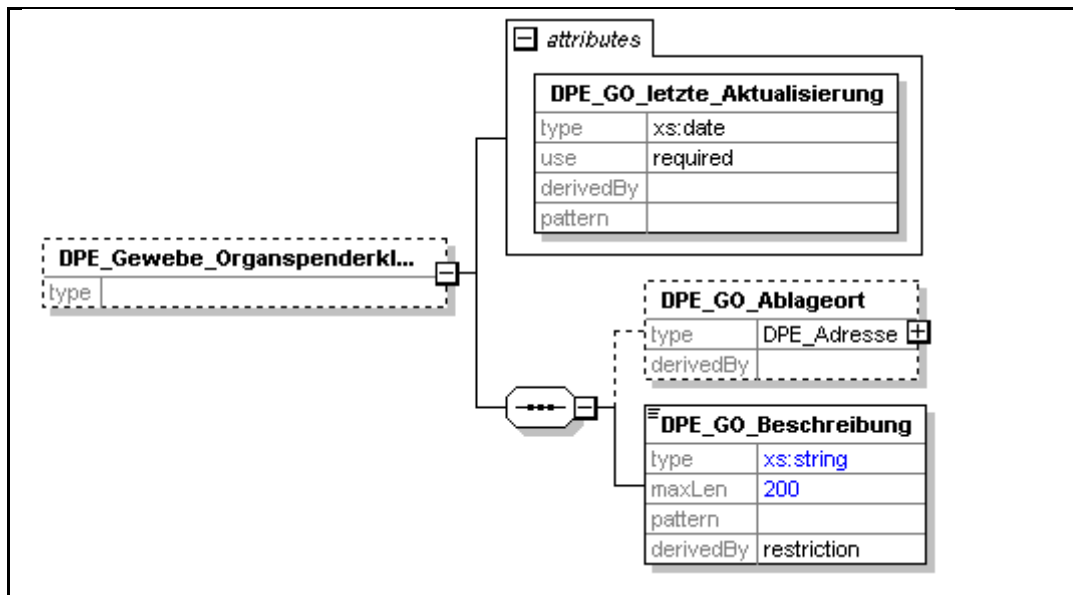 attributes
DPE_GO_letzte_Aktualisierung
type xs:date
use required
derivedBy
pattern
DPE_Gewebe_Organspenderkl...
type
DPE_GO_Ablageort
type DPE_Adresse
derivedBy
DPE_GO_Beschreibung
type xs:string
maxLen 200
pattern
derivedBy restriction